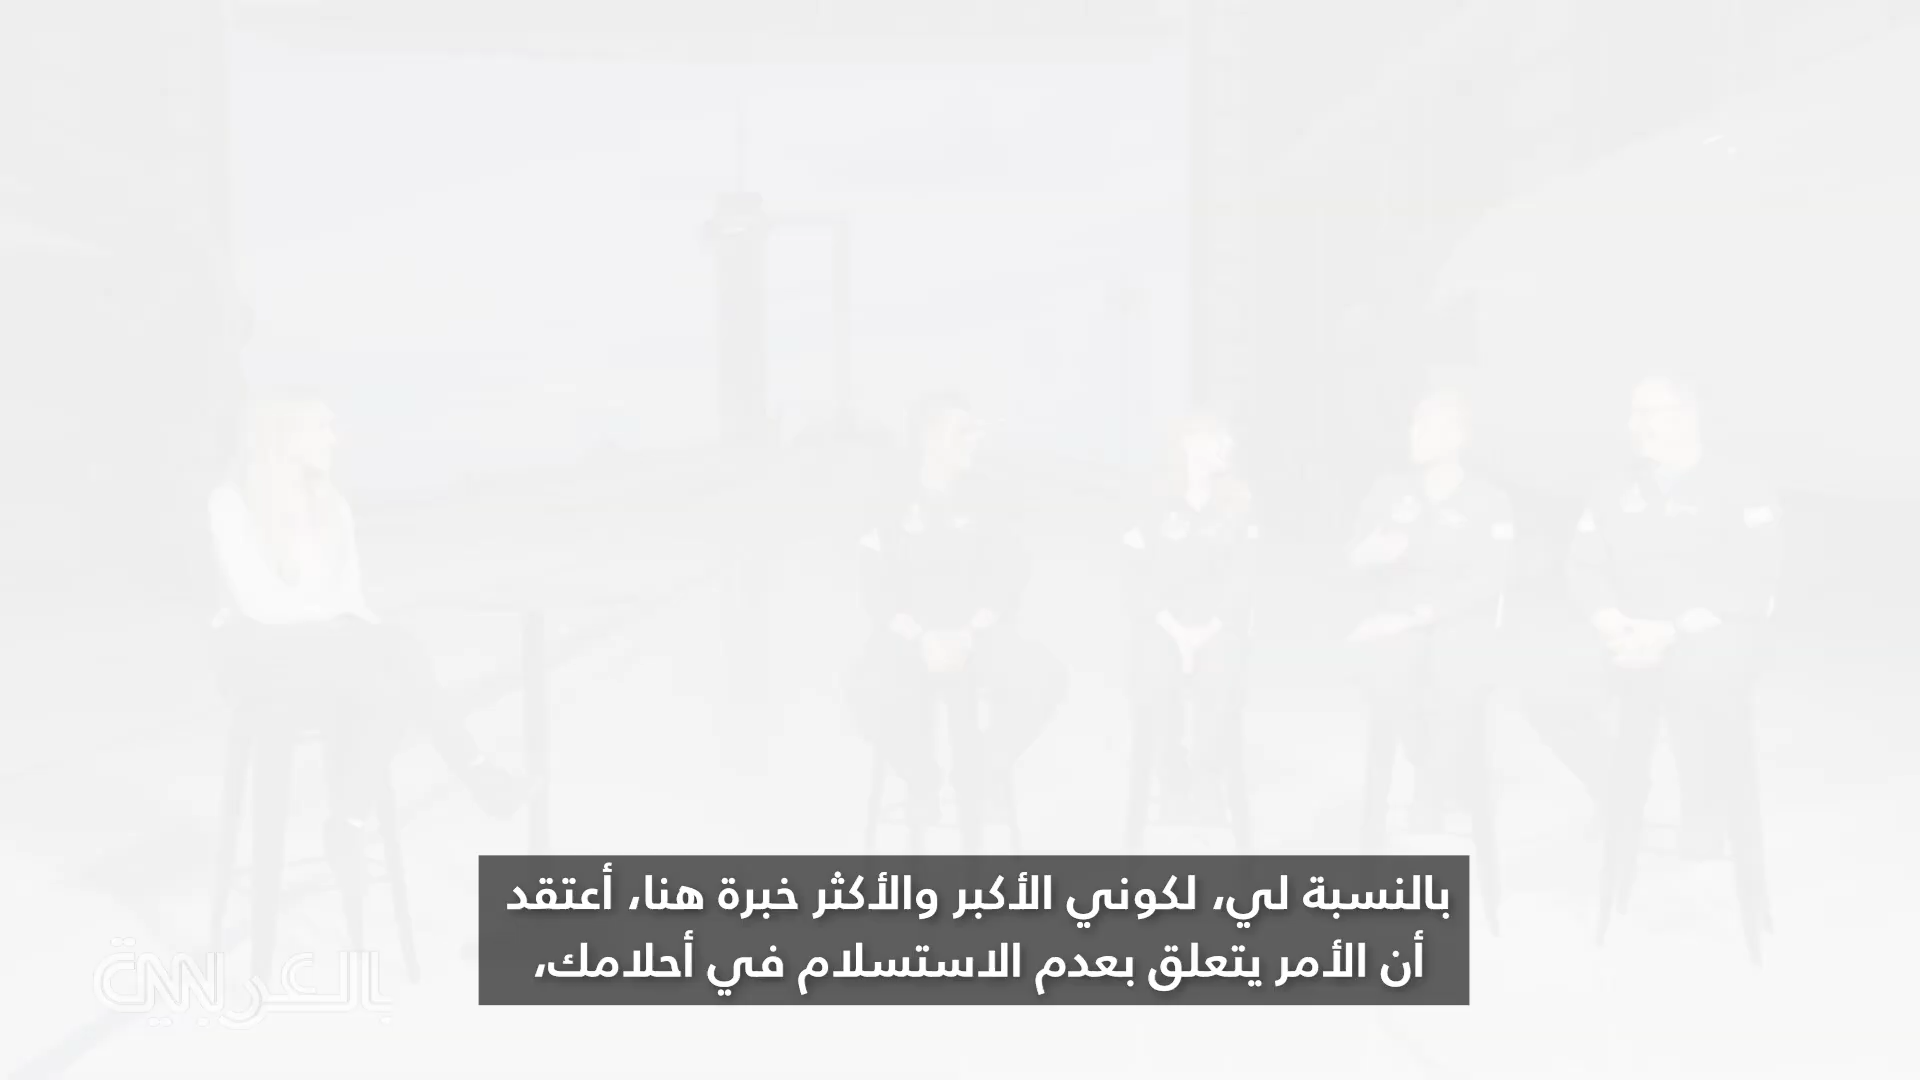 بالنسبة لي، لكوني الأكبر والأكثر خبرة هنا، أعتقد
أن الأمر يتعلق بعدم الاستسلام في أحلامك،
CNN بالعربية